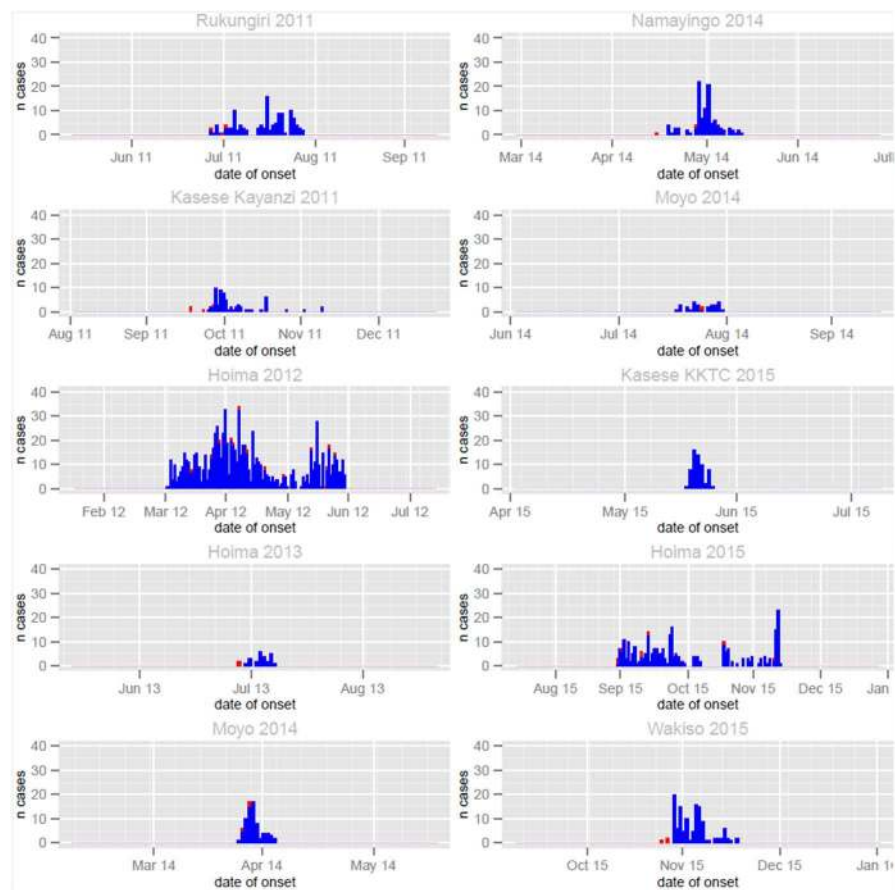 Rukungiri 2011
n cases
40
30
20
10
0
Jun 11 Jul 11 Aug 11 Sep 11
date of onset
Namayingo 2014
n cases
40
30
20
10
0
Mar 14 Apr 14 May 14 Jun 14 Jul
date of onset
Kasese Kayanzi 2011
n cases
40
30
20
10
0
Aug 11 Sep 11 Oct 11 Nov 11 Dec 11
date of onset
Moyo 2014
n cases
40
30
20
10
0
Jun 14 Jul 14 Aug 14 Sep 14
date of onset
Hoima 2012
n cases
40
30
20
10
0
Feb 12 Mar 12 Apr 12 May 12 Jun 12 Jul 12
date of onset
Kasese KKTC 2015
n cases
40
30
20
10
0
Apr 15 May 15 Jun 15 Jul 15
date of onset
Hoima 2013
n cases
40
30
20
10
0
Jun 13 Jul 13 Aug 13
date of onset
Hoima 2015
n cases
40
30
20
10
0
Aug 15 Sep 15 Oct 15 Nov 15 Dec 15 Jan
date of onset
Moyo 2014
n cases
40
30
20
10
0
Mar 14 Apr 14 May 14
date of onset
Wakiso 2015
n cases
40
30
20
10
0
Oct 15 Nov 15 Dec 15 Jan 1
date of onset